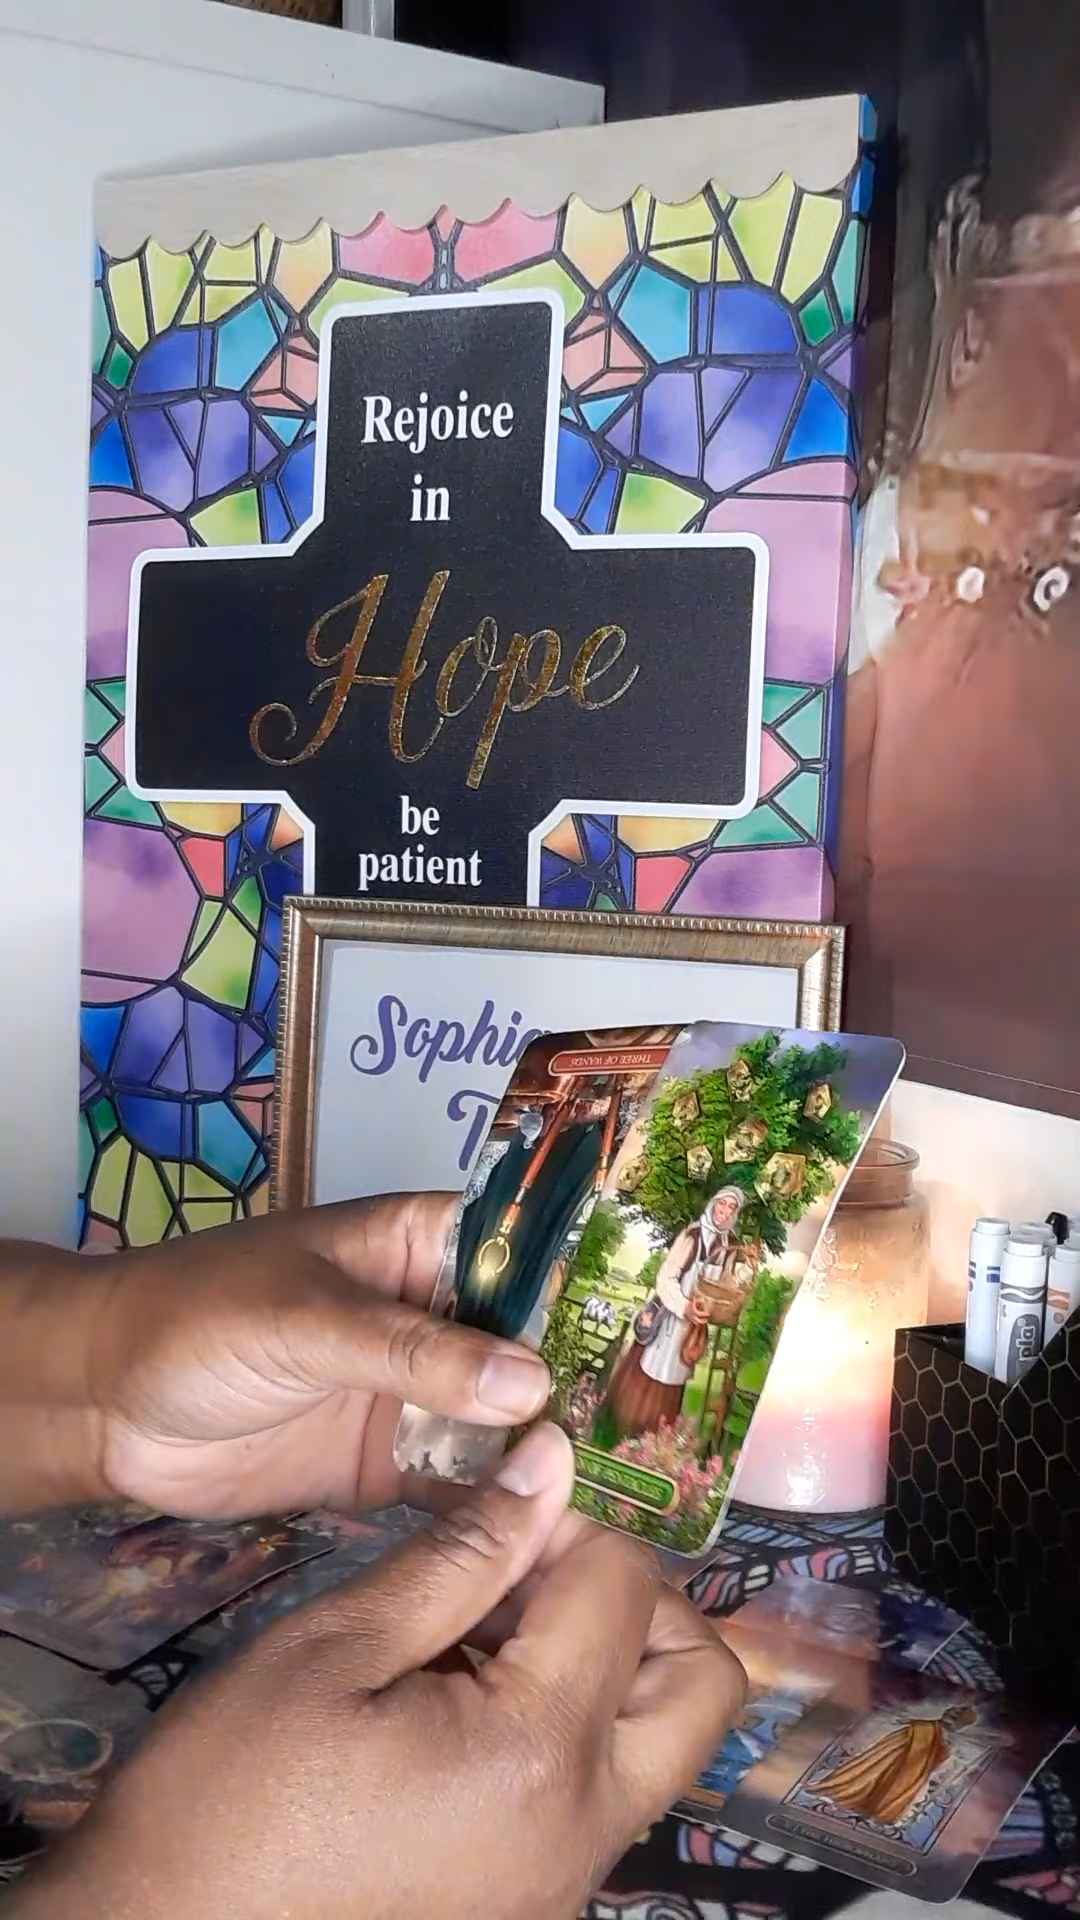 Rejoice
in
Hope
be
patient
Sophia
T
THREE OF WANDS